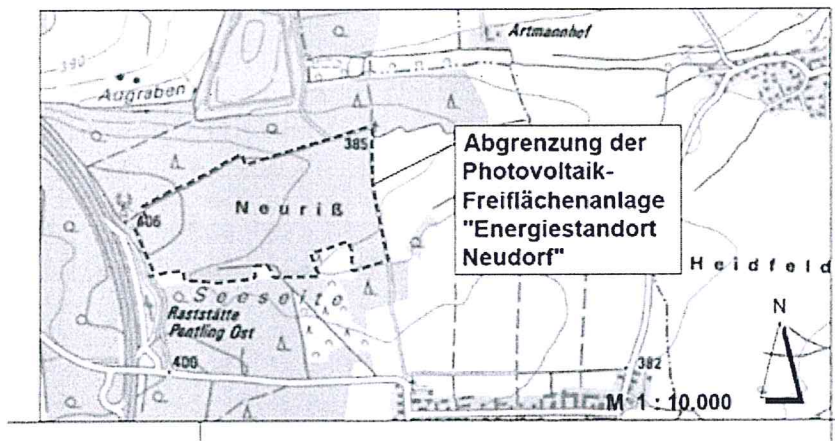 Artmannhof
390
Augraben
385
Abgrenzung der
Photovoltaik-
Freiflächenanlage
"Energiestandort
Neudorf"
Neuriß
406
Heidfeld
Seeseite
Raststätte
Pentling Ost
N
400
382
M 1 : 10.000